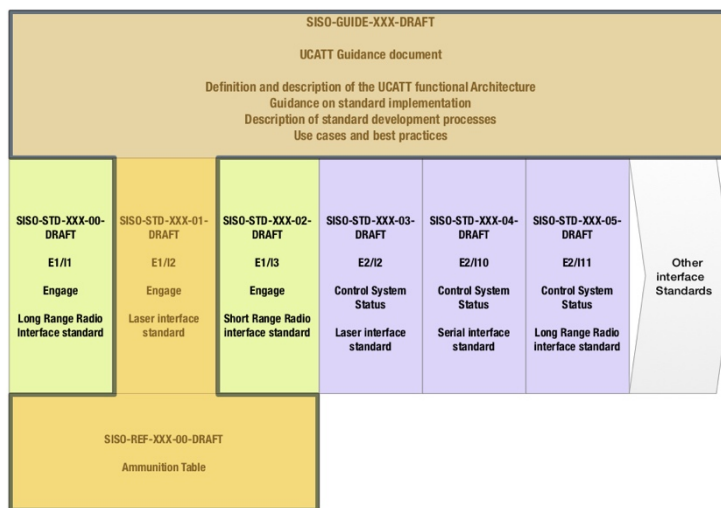 SISO-GUIDE-XXX-DRAFT
UCATT Guidance document
Definition and description of the UCATT functional Architecture
Guidance on standard implementation
Description of standard development processes
Use cases and best practices
SISO-STD-XXX-00-
DRAFT
E1/I1
Engage
Long Range Radio
Interface standard
SISO-STD-XXX-01-
DRAFT
E1/I2
Engage
Laser interface
standard
SISO-STD-XXX-02-
DRAFT
E1/I3
Engage
Short Range Radio
interface standard
SISO-STD-XXX-03-
DRAFT
E2/I2
Control System
Status
Laser interface
standard
SISO-STD-XXX-04-
DRAFT
E2/I10
Control System
Status
Serial interface
standard
SISO-STD-XXX-05-
DRAFT
E2/I11
Control System
Status
Long Range Radio
interface standard
Other
interface
Standards
SISO-REF-XXX-00-DRAFT
Ammunition Table